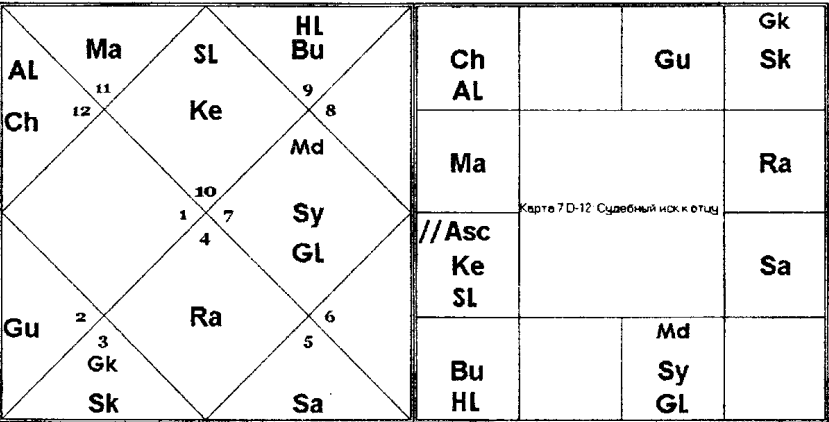 HL
Ma
SL
Bu
AL
11
9
Ch
12
Ke
8
Md
10
1
7
Sy
4
GL
Gu
2
Ra
6
3
5
Gk
Sk
Sa
Gk
Ch
Gu
Sk
AL
Ma
Ra
Карта 7 D-12: Судебный иск к отцу
//Asc
Ke
Sa
SL
Md
Bu
Sy
HL
GL